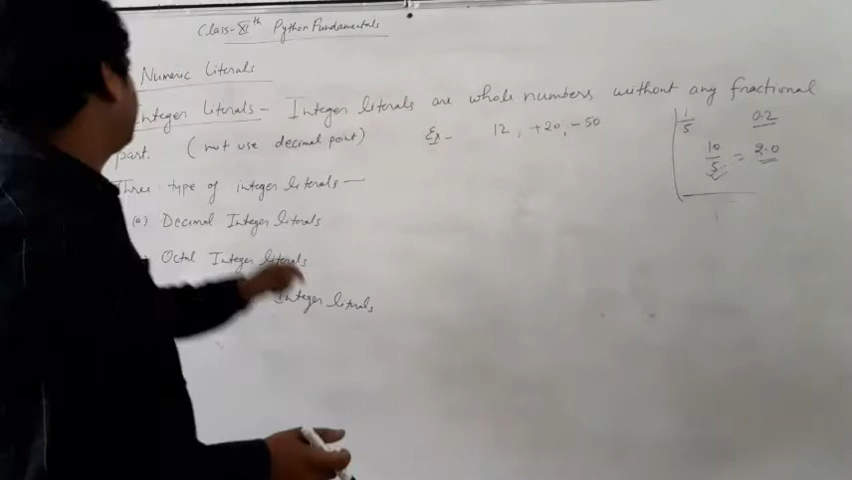 Class-XIth Python Fundamentals
Numeric Literals
Integer Literals - Integer literals are whole numbers without any fractional
part. (not use decimal point) Ex- 12, +20, -50
1/5 0.2
10/5 = 2.0
Three type of integer literals —
(a) Decimal Integer literals
Octal Integer literals
Integer literals